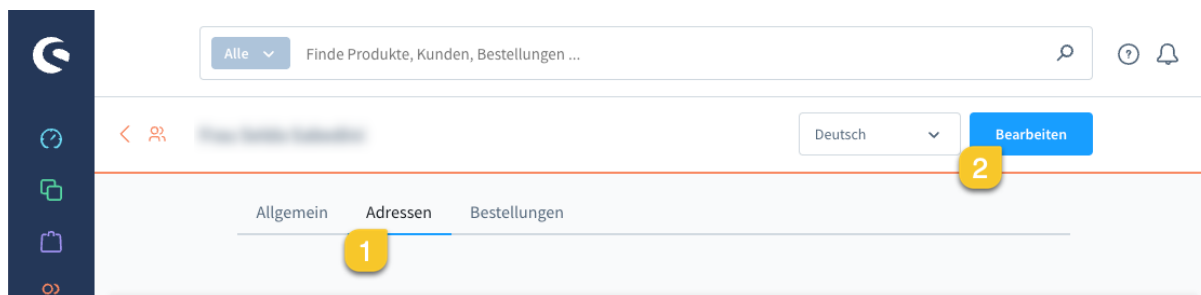 Alle Finde Produkte, Kunden, Bestellungen ...
Deutsch Bearbeiten
2
Allgemein Adressen Bestellungen
1